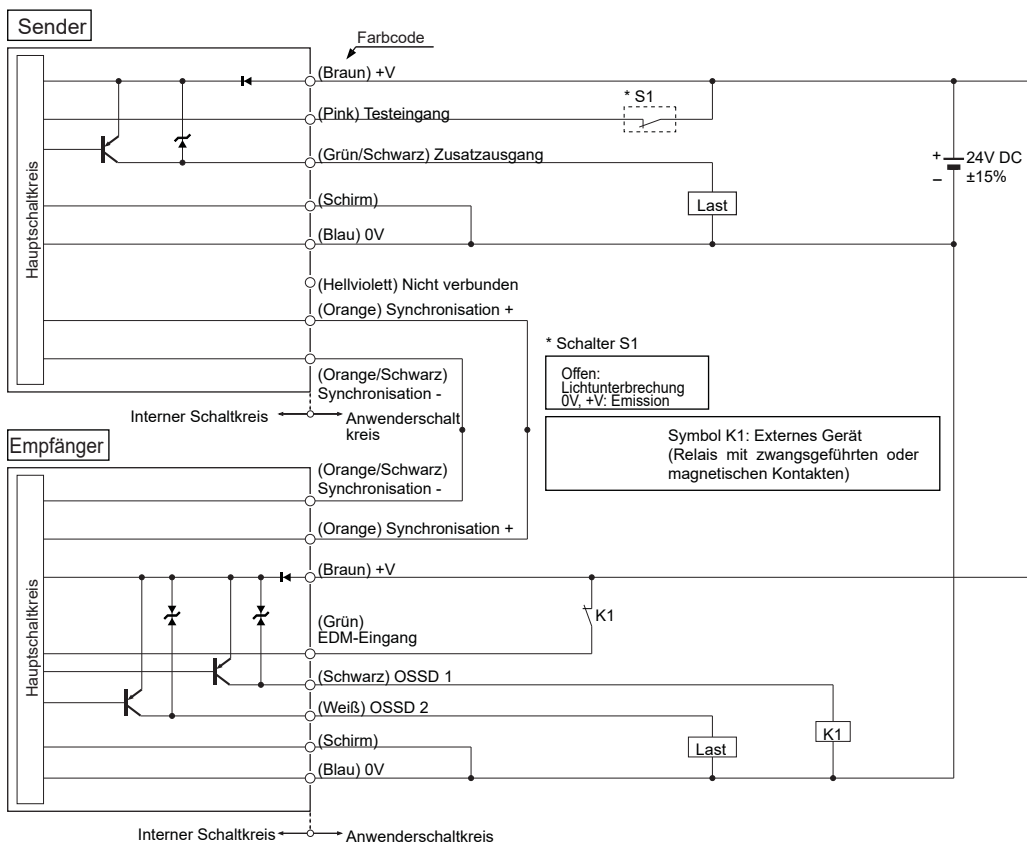 Sender
Farbcode
Hauptschaltkreis
(Braun) +V
* S1
(Pink) Testeingang
(Grün/Schwarz) Zusatzausgang
+
–
24V DC
±15%
Last
(Schirm)
(Blau) 0V
(Hellviolett) Nicht verbunden
(Orange) Synchronisation +
(Orange/Schwarz)
Synchronisation -
* Schalter S1
Offen:
Lichtunterbrechung
0V, +V: Emission
Interner Schaltkreis
Anwenderschalt
kreis
Symbol K1: Externes Gerät
(Relais mit zwangsgeführten oder
magnetischen Kontakten)
Empfänger
Hauptschaltkreis
(Orange/Schwarz)
Synchronisation -
(Orange) Synchronisation +
(Braun) +V
K1
(Grün)
EDM-Eingang
(Schwarz) OSSD 1
(Weiß) OSSD 2
K1
Last
(Schirm)
(Blau) 0V
Interner Schaltkreis
Anwenderschaltkreis